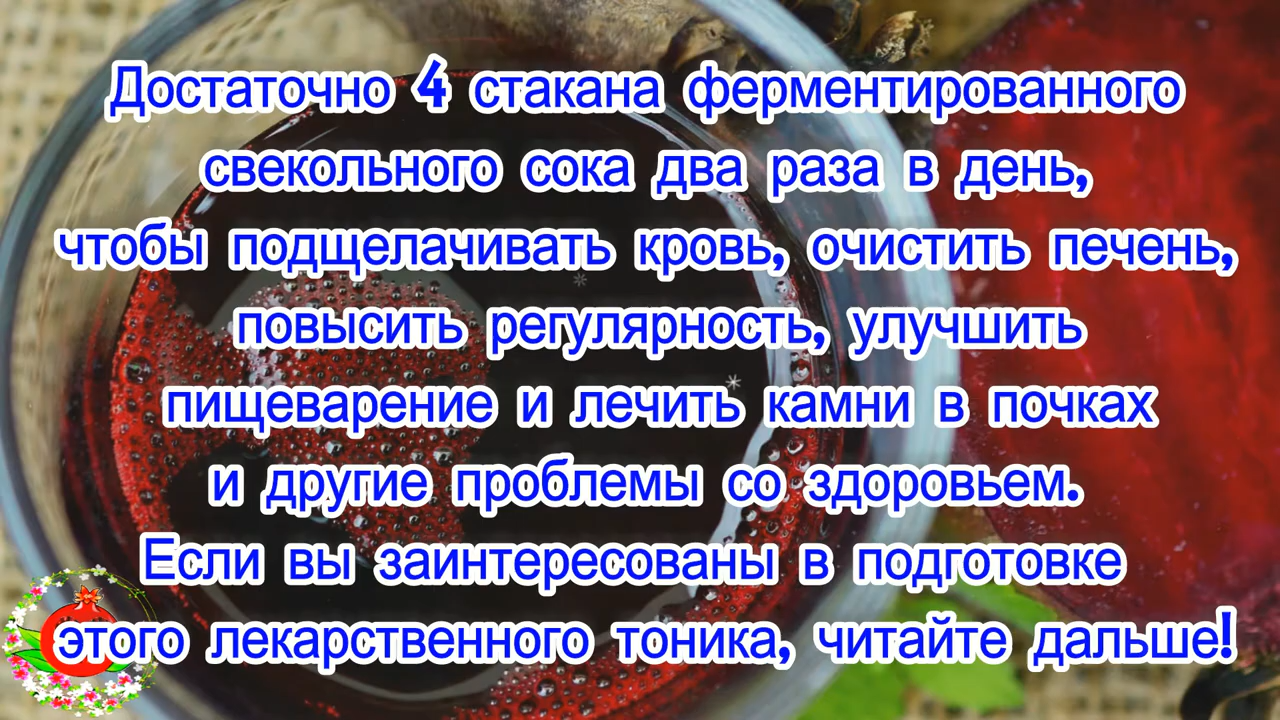 Достаточно 4 стакана ферментированного
свекольного сока два раза в день,
чтобы подщелачивать кровь, очистить печень,
повысить регулярность, улучшить
пищеварение и лечить камни в почках
и другие проблемы со здоровьем.
Если вы заинтересованы в подготовке
этого лекарственного тоника, читайте дальше!